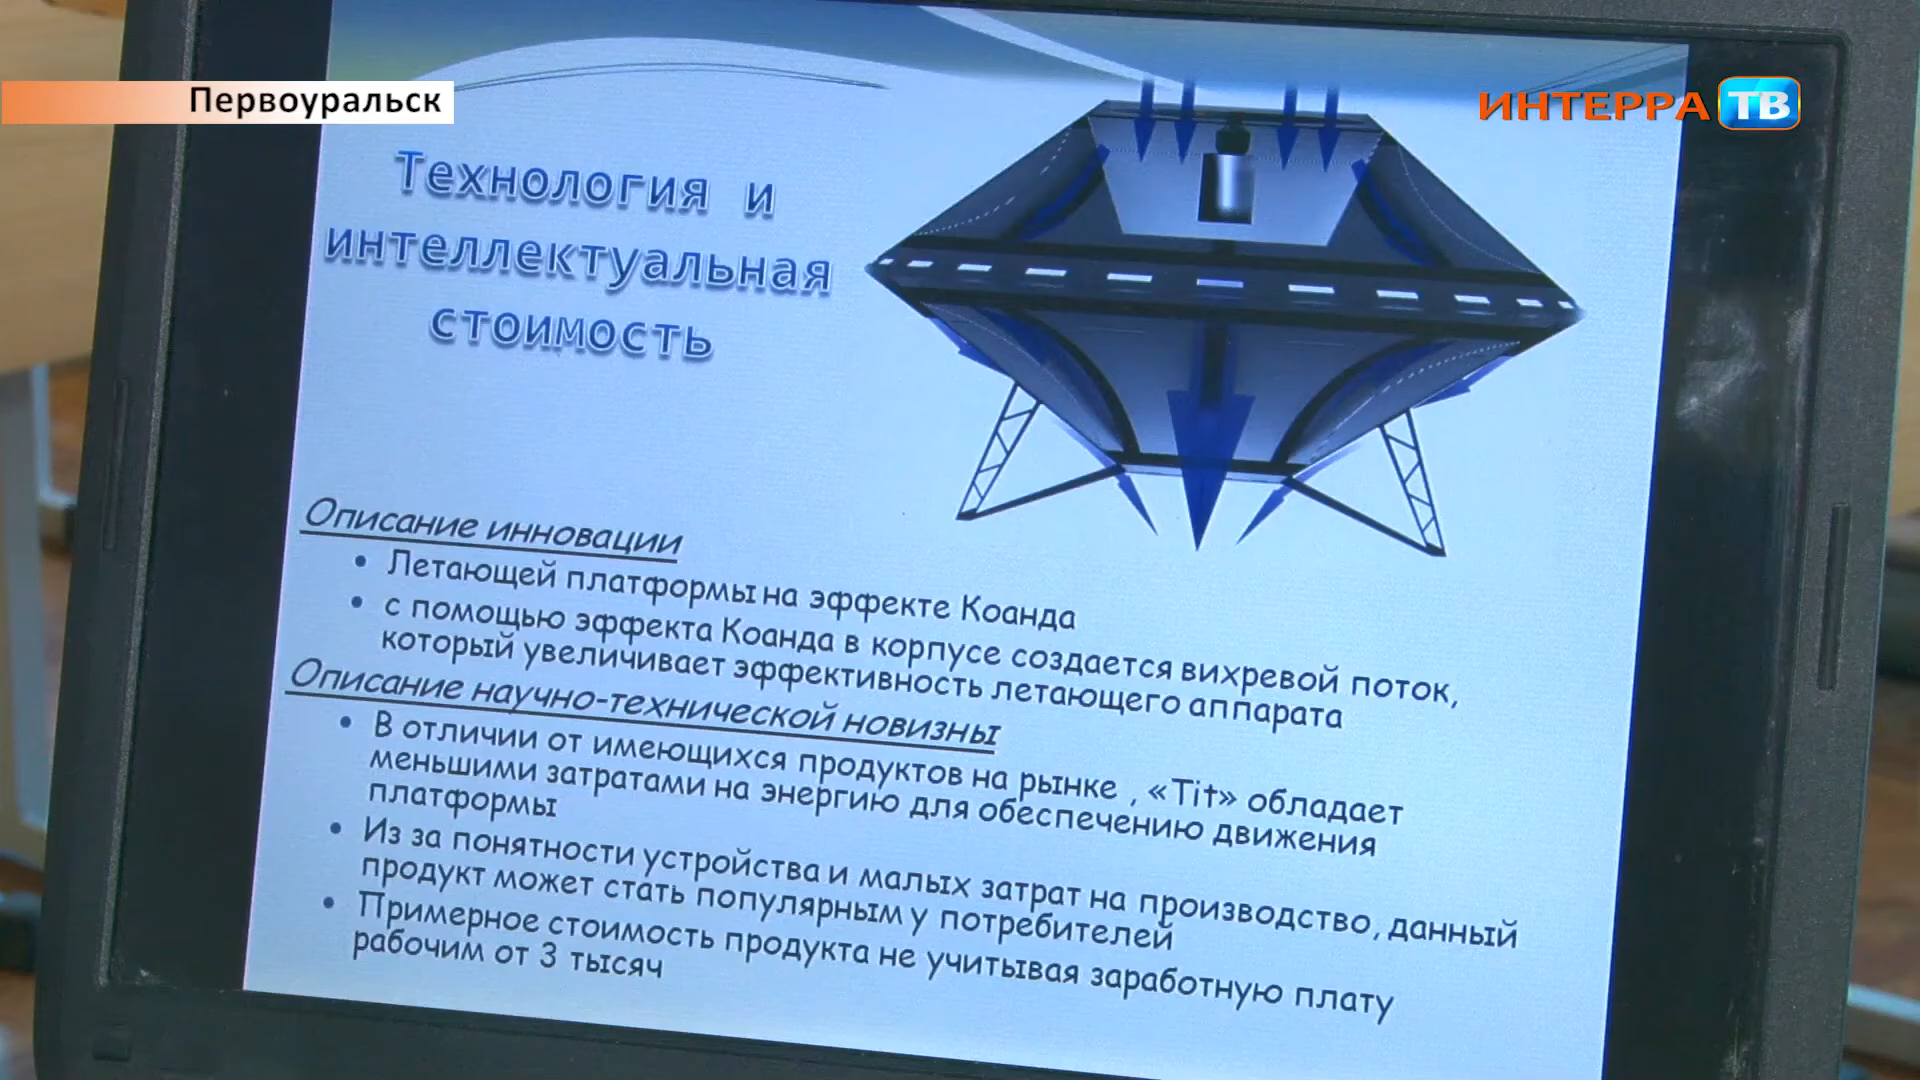 Первоуральск
ИНТЕРРА ТВ
Технология и
интеллектуальная
стоимость
Описание инновации
• Летающей платформы на эффекте Коанда
• с помощью эффекта Коанда в корпусе создается вихревой поток,
который увеличивает эффективность летающего аппарата
Описание научно-технической новизны
• В отличии от имеющихся продуктов на рынке , «Tit» обладает
меньшими затратами на энергию для обеспечению движения
платформы
• Из за понятности устройства и малых затрат на производство, данный
продукт может стать популярным у потребителей
• Примерное стоимость продукта не учитывая заработную плату
рабочим от 3 тысяч